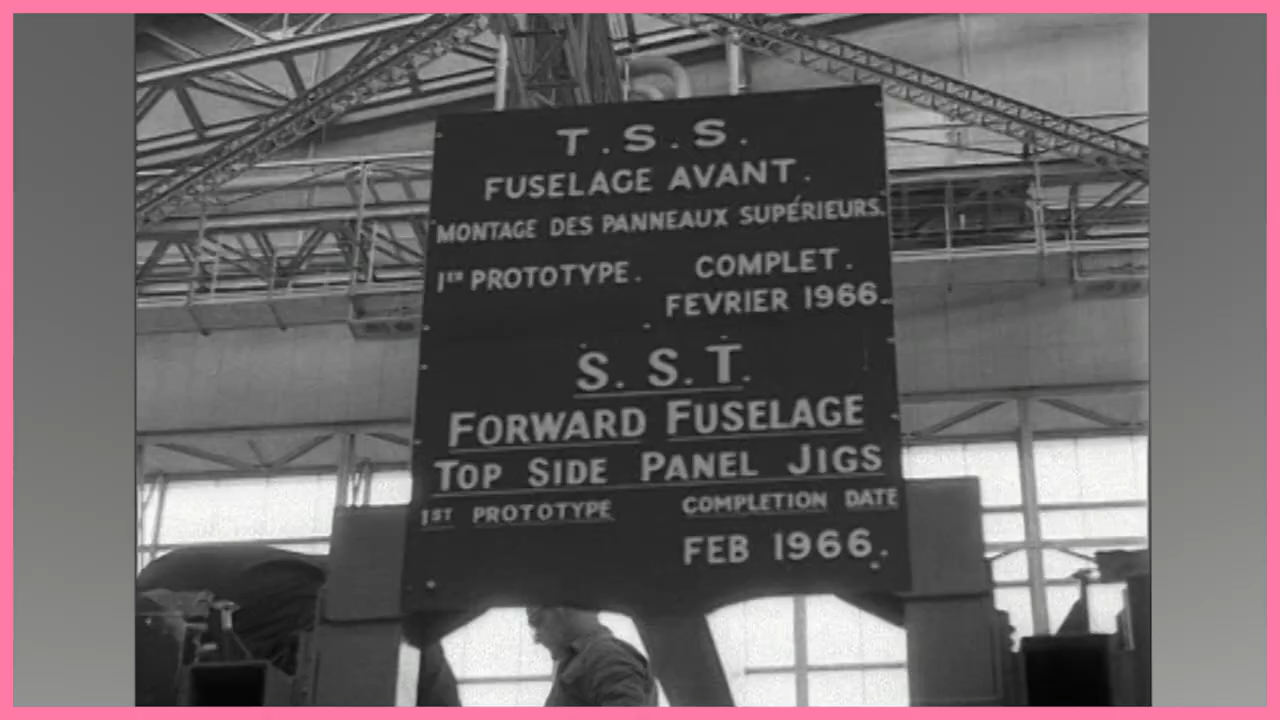 T.S.S.
FUSELAGE AVANT.
MONTAGE DES PANNEAUX SUPÉRIEURS.
1ER PROTOTYPE. COMPLET.
FEVRIER 1966.
S. S.T.
FORWARD FUSELAGE
TOP SIDE PANEL JIGS
1ST PROTOTYPE COMPLETION DATE
FEB 1966.